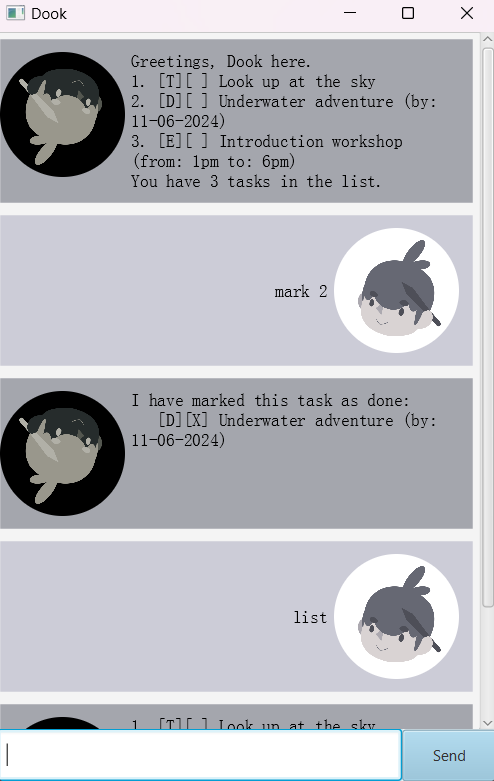 Dook
Greetings, Dook here.
1. [T][ ] Look up at the sky
2. [D][ ] Underwater adventure (by:
11-06-2024)
3. [E][ ] Introduction workshop
(from: 1pm to: 6pm)
You have 3 tasks in the list.
mark 2
I have marked this task as done:
[D][X] Underwater adventure (by:
11-06-2024)
list
1. [T][ ] Look up at the sky
Send